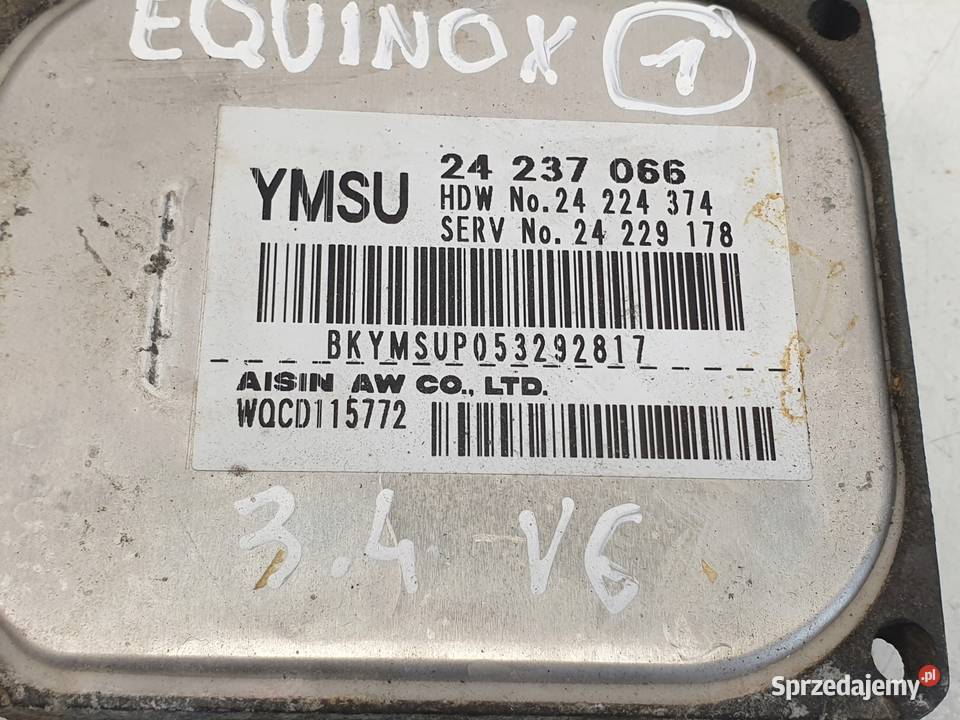 EQUINOX 1
YMSU
24 237 066
HDW No. 24 224 374
SERV No. 24 229 178
BKYMSUP053292817
AISIN AW CO., LTD.
WQCD115772
3.4 V6
Sprzedajemy.pl